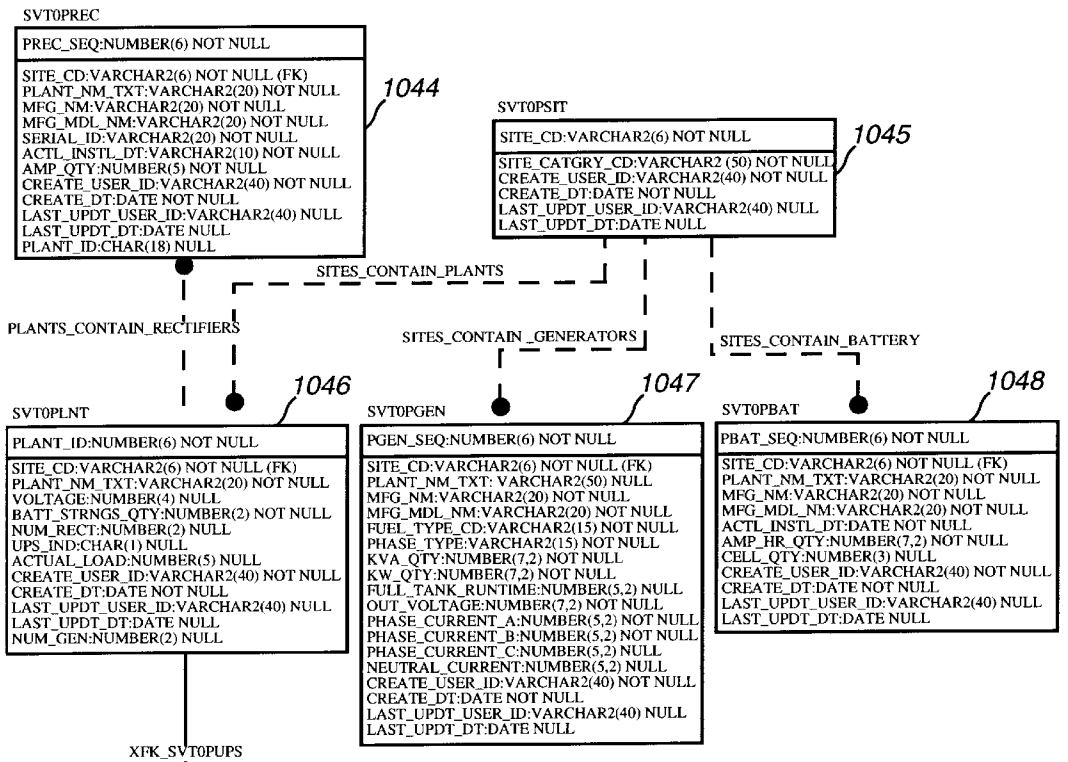 SVT0PREC
PREC_SEQ:NUMBER(6) NOT NULL
SITE_CD:VARCHAR2(6) NOT NULL (FK)
PLANT_NM_TXT:VARCHAR2(20) NOT NULL
MFG_NM:VARCHAR2(20) NOT NULL
MFG_MDL_NM:VARCHAR2(20) NOT NULL
SERIAL_ID:VARCHAR2(20) NOT NULL
ACTL_INSTL_DT:VARCHAR2(10) NOT NULL
AMP_QTY:NUMBER(5) NOT NULL
CREATE_USER_ID:VARCHAR2(40) NOT NULL
CREATE_DT:DATE NOT NULL
LAST_UPDT_USER_ID:VARCHAR2(40) NULL
LAST_UPDT_DT:DATE NULL
PLANT_ID:CHAR(18) NULL
1044
SVT0PSIT
SITE_CD:VARCHAR2(6) NOT NULL
SITE_CATGRY_CD:VARCHAR2 (50) NOT NULL
CREATE_USER_ID:VARCHAR2(40) NOT NULL
CREATE_DT:DATE NOT NULL
LAST_UPDT_USER_ID:VARCHAR2(40) NULL
LAST_UPDT_DT:DATE NULL
1045
SITES_CONTAIN_PLANTS
PLANTS_CONTAIN_RECTIFIERS
SITES_CONTAIN _GENERATORS
SITES_CONTAIN_BATTERY
1046
SVT0PLNT
PLANT_ID:NUMBER(6) NOT NULL
SITE_CD:VARCHAR2(6) NOT NULL (FK)
PLANT_NM_TXT:VARCHAR2(20) NOT NULL
VOLTAGE:NUMBER(4) NULL
BATT_STRNGS_QTY:NUMBER(2) NOT NULL
NUM_RECT:NUMBER(2) NULL
UPS_IND:CHAR(1) NULL
ACTUAL_LOAD:NUMBER(5) NULL
CREATE_USER_ID:VARCHAR2(40) NOT NULL
CREATE_DT:DATE NOT NULL
LAST_UPDT_USER_ID:VARCHAR2(40) NULL
LAST_UPDT_DT:DATE NULL
NUM_GEN:NUMBER(2) NULL
XFK_SVT0PUPS
1047
SVT0PGEN
PGEN_SEQ:NUMBER(6) NOT NULL
SITE_CD:VARCHAR2(6) NOT NULL (FK)
PLANT_NM_TXT: VARCHAR2(50) NULL
MFG_NM:VARCHAR2(20) NOT NULL
MFG_MDL_NM:VARCHAR2(20) NOT NULL
FUEL_TYPE_CD:VARCHAR2(15) NOT NULL
PHASE_TYPE:VARCHAR2(15) NOT NULL
KVA_QTY:NUMBER(7,2) NOT NULL
KW_QTY:NUMBER(7,2) NOT NULL
FULL_TANK_RUNTIME:NUMBER(5,2) NULL
OUT_VOLTAGE:NUMBER(7,2) NOT NULL
PHASE_CURRENT_A:NUMBER(5,2) NOT NULL
PHASE_CURRENT_B:NUMBER(5,2) NOT NULL
PHASE_CURRENT_C:NUMBER(5,2) NULL
NEUTRAL_CURRENT:NUMBER(5,2) NULL
CREATE_USER_ID:VARCHAR2(40) NOT NULL
CREATE_DT:DATE NOT NULL
LAST_UPDT_USER_ID:VARCHAR2(40) NULL
LAST_UPDT_DT:DATE NULL
1048
SVT0PBAT
PBAT_SEQ:NUMBER(6) NOT NULL
SITE_CD:VARCHAR2(6) NOT NULL (FK)
PLANT_NM_TXT:VARCHAR2(20) NOT NULL
MFG_NM:VARCHAR2(20) NOT NULL
MFG_MDL_NM:VARCHAR2(20) NOT NULL
ACTL_INSTL_DT:DATE NOT NULL
AMP_HR_QTY:NUMBER(7,2) NOT NULL
CELL_QTY:NUMBER(3) NULL
CREATE_USER_ID:VARCHAR2(40) NOT NULL
CREATE_DT:DATE NOT NULL
LAST_UPDT_USER_ID:VARCHAR2(40) NULL
LAST_UPDT_DT:DATE NULL